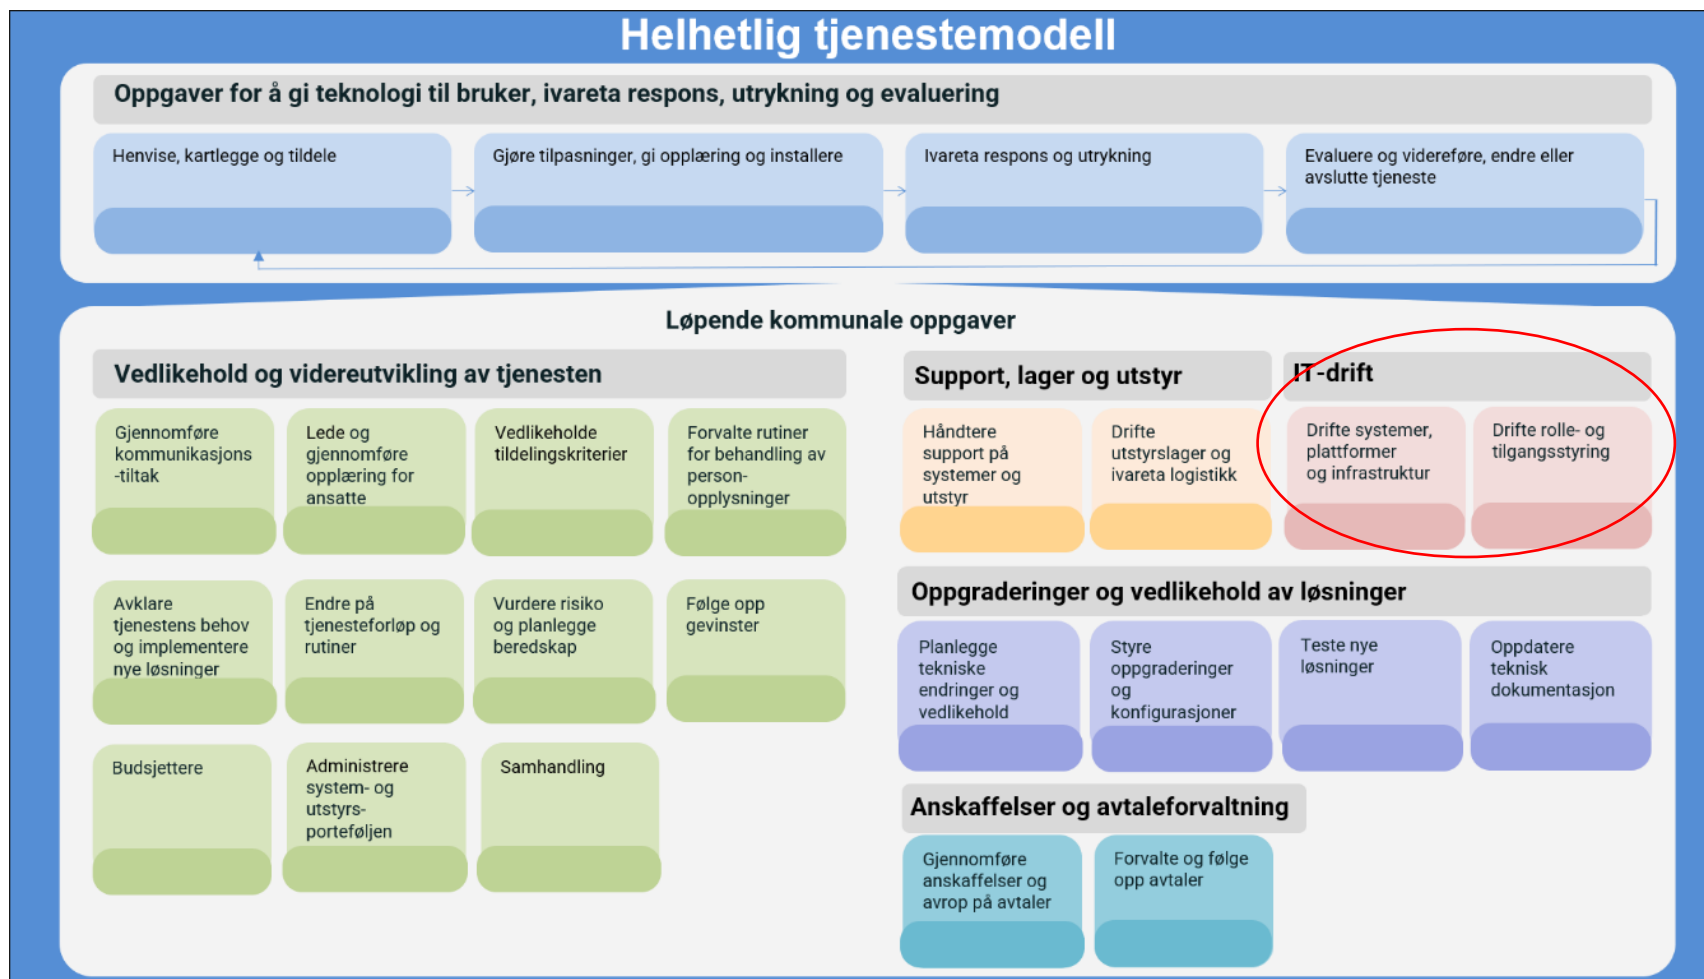 Helhetlig tjenestemodell
Oppgaver for å gi teknologi til bruker, ivareta respons, utrykning og evaluering
Henvise, kartlegge og tildele
Gjøre tilpasninger, gi opplæring og installere
Ivareta respons og utrykning
Evaluere og videreføre, endre eller
avslutte tjeneste
Løpende kommunale oppgaver
Vedlikehold og videreutvikling av tjenesten
Gjennomføre
kommunikasjons
-tiltak
Lede og
gjennomføre
opplæring for
ansatte
Vedlikeholde
tildelingskriterier
Forvalte rutiner
for behandling av
person-
opplysninger
Avklare
tjenestens behov
og implementere
nye løsninger
Endre på
tjenesteforløp og
rutiner
Vurdere risiko
og planlegge
beredskap
Følge opp
gevinster
Budsjettere
Administrere
system- og
utstyrs-
porteføljen
Samhandling
Support, lager og utstyr
Håndtere
support på
systemer og
utstyr
Drifte
utstyrslager og
ivareta logistikk
IT-drift
Drifte systemer,
plattformer
og infrastruktur
Drifte rolle- og
tilgangsstyring
Oppgraderinger og vedlikehold av løsninger
Planlegge
tekniske
endringer og
vedlikehold
Styre
oppgraderinger
og
konfigurasjoner
Teste nye
løsninger
Oppdatere
teknisk
dokumentasjon
Anskaffelser og avtaleforvaltning
Gjennomføre
anskaffelser og
avrop på avtaler
Forvalte og følge
opp avtaler